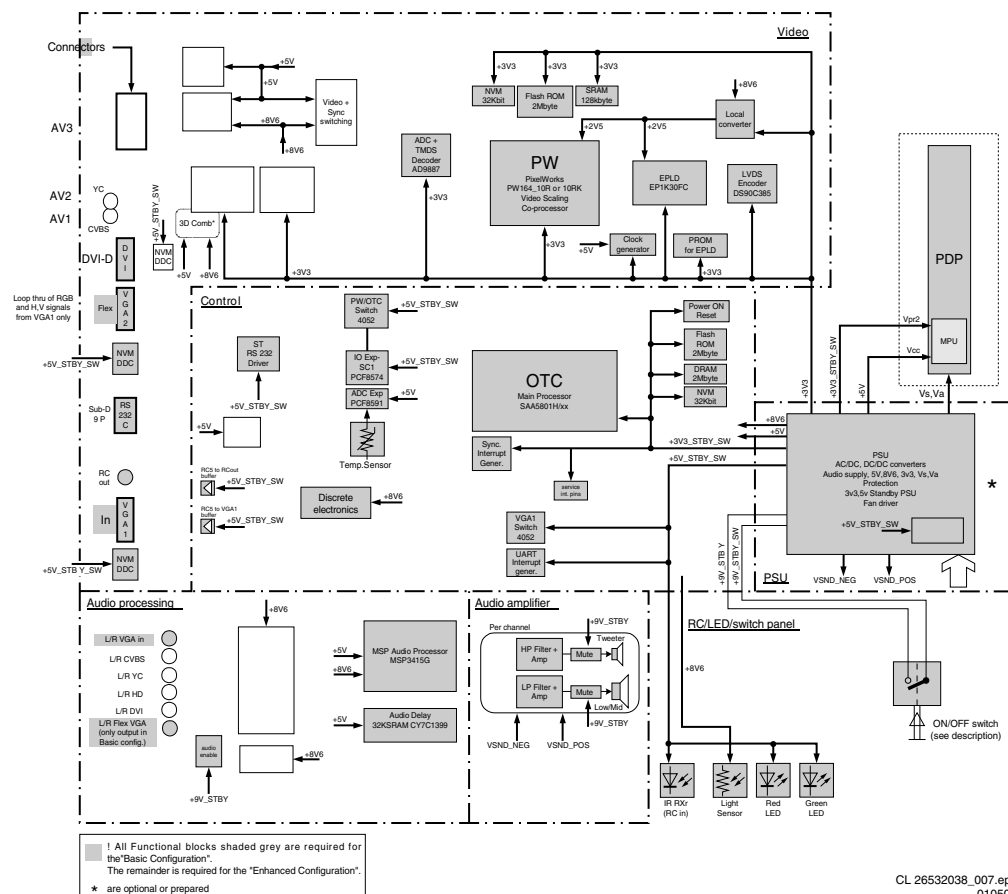 Video
Connectors
AV3
AV2
AV1
YC
CVBS
DVI-D
D
V
I
Loop thru of RGB
and H,V signals
from VGA1 only
Flex
V
G
A
2
+5V_STBY_SW
NVM
DDC
Sub-D
9 P
RS
232
C
RC
out
In
V
G
A
1
+5V_STB Y_SW
NVM
DDC
+5V
+5V
+8V6
+8V6
Video +
Sync
switching
+5V_STBY_SW
3D Comb*
NVM
DDC
+5V
+8V6
+3V3
ADC +
TMDS
Decoder
AD9887
+3V3
+3V3
+3V3
+3V3
NVM
32Kbit
Flash ROM
2Mbyte
SRAM
128kbyte
+8V6
Local
converter
+2V5
+2V5
PW
PixelWorks
PW164_10R or 10RK
Video Scaling
Co-processor
+3V3
EPLD
EP1K30FC
LVDS
Encoder
DS90C385
+5V
Clock
generator
PROM
for EPLD
+3V3
PDP
MPU
Vpr2
Vcc
Vs,Va
+3V3
+3V3_STBY_SW
+5V
Control
PW/OTC
Switch
4052
+5V_STBY_SW
IO Exp-
SC1
PCF8574
+5V_STBY_SW
ADC Exp
PCF8591
+5V
Temp.Sensor
ST
RS 232
Driver
+5V_STBY_SW
+5V
RC5 to RCout
buffer
+5V_STBY_SW
RC5 to VGA1
buffer
+5V_STBY_SW
Discrete
electronics
+8V6
OTC
Main Processor
SAA5801H/xx
Power ON
Reset
Flash
ROM
2Mbyte
DRAM
2Mbyte
NVM
32Kbit
Sync.
Interrupt
Gener.
service
int. pins
VGA1
Switch
4052
UART
Interrupt
gener.
+8V6
+5V
+3V3_STBY_SW
+5V_STBY_SW
PSU
AC/DC, DC/DC converters
Audio supply, 5V,8V6, 3v3, Vs,Va
Protection
3v3,5v Standby PSU
Fan driver
+5V_STBY_SW
*
PSU
VSND_NEG
VSND_POS
+9V_STB Y
+9V_STBY_SW
Audio processing
L/R VGA in
L/R CVBS
L/R YC
L/R HD
L/R DVI
L/R Flex VGA
(only output in
Basic config.)
+8V6
audio
enable
+9V_STBY
+8V6
+5V
+8V6
MSP Audio Processor
MSP3415G
+5V
Audio Delay
32KSRAM CY7C1399
Audio amplifier
Per channel
+9V_STBY
Tweeter
HP Filter +
Amp
Mute
LP Filter +
Amp
Mute
Low/Mid
+9V_STBY
VSND_NEG
VSND_POS
RC/LED/switch panel
+8V6
IR RXr
(RC in)
Light
Sensor
Red
LED
Green
LED
ON/OFF switch
(see description)
! All Functional blocks shaded grey are required for
the"Basic Configuration".
The remainder is required for the "Enhanced Configuration".
* are optional or prepared
CL 26532038_007.ep